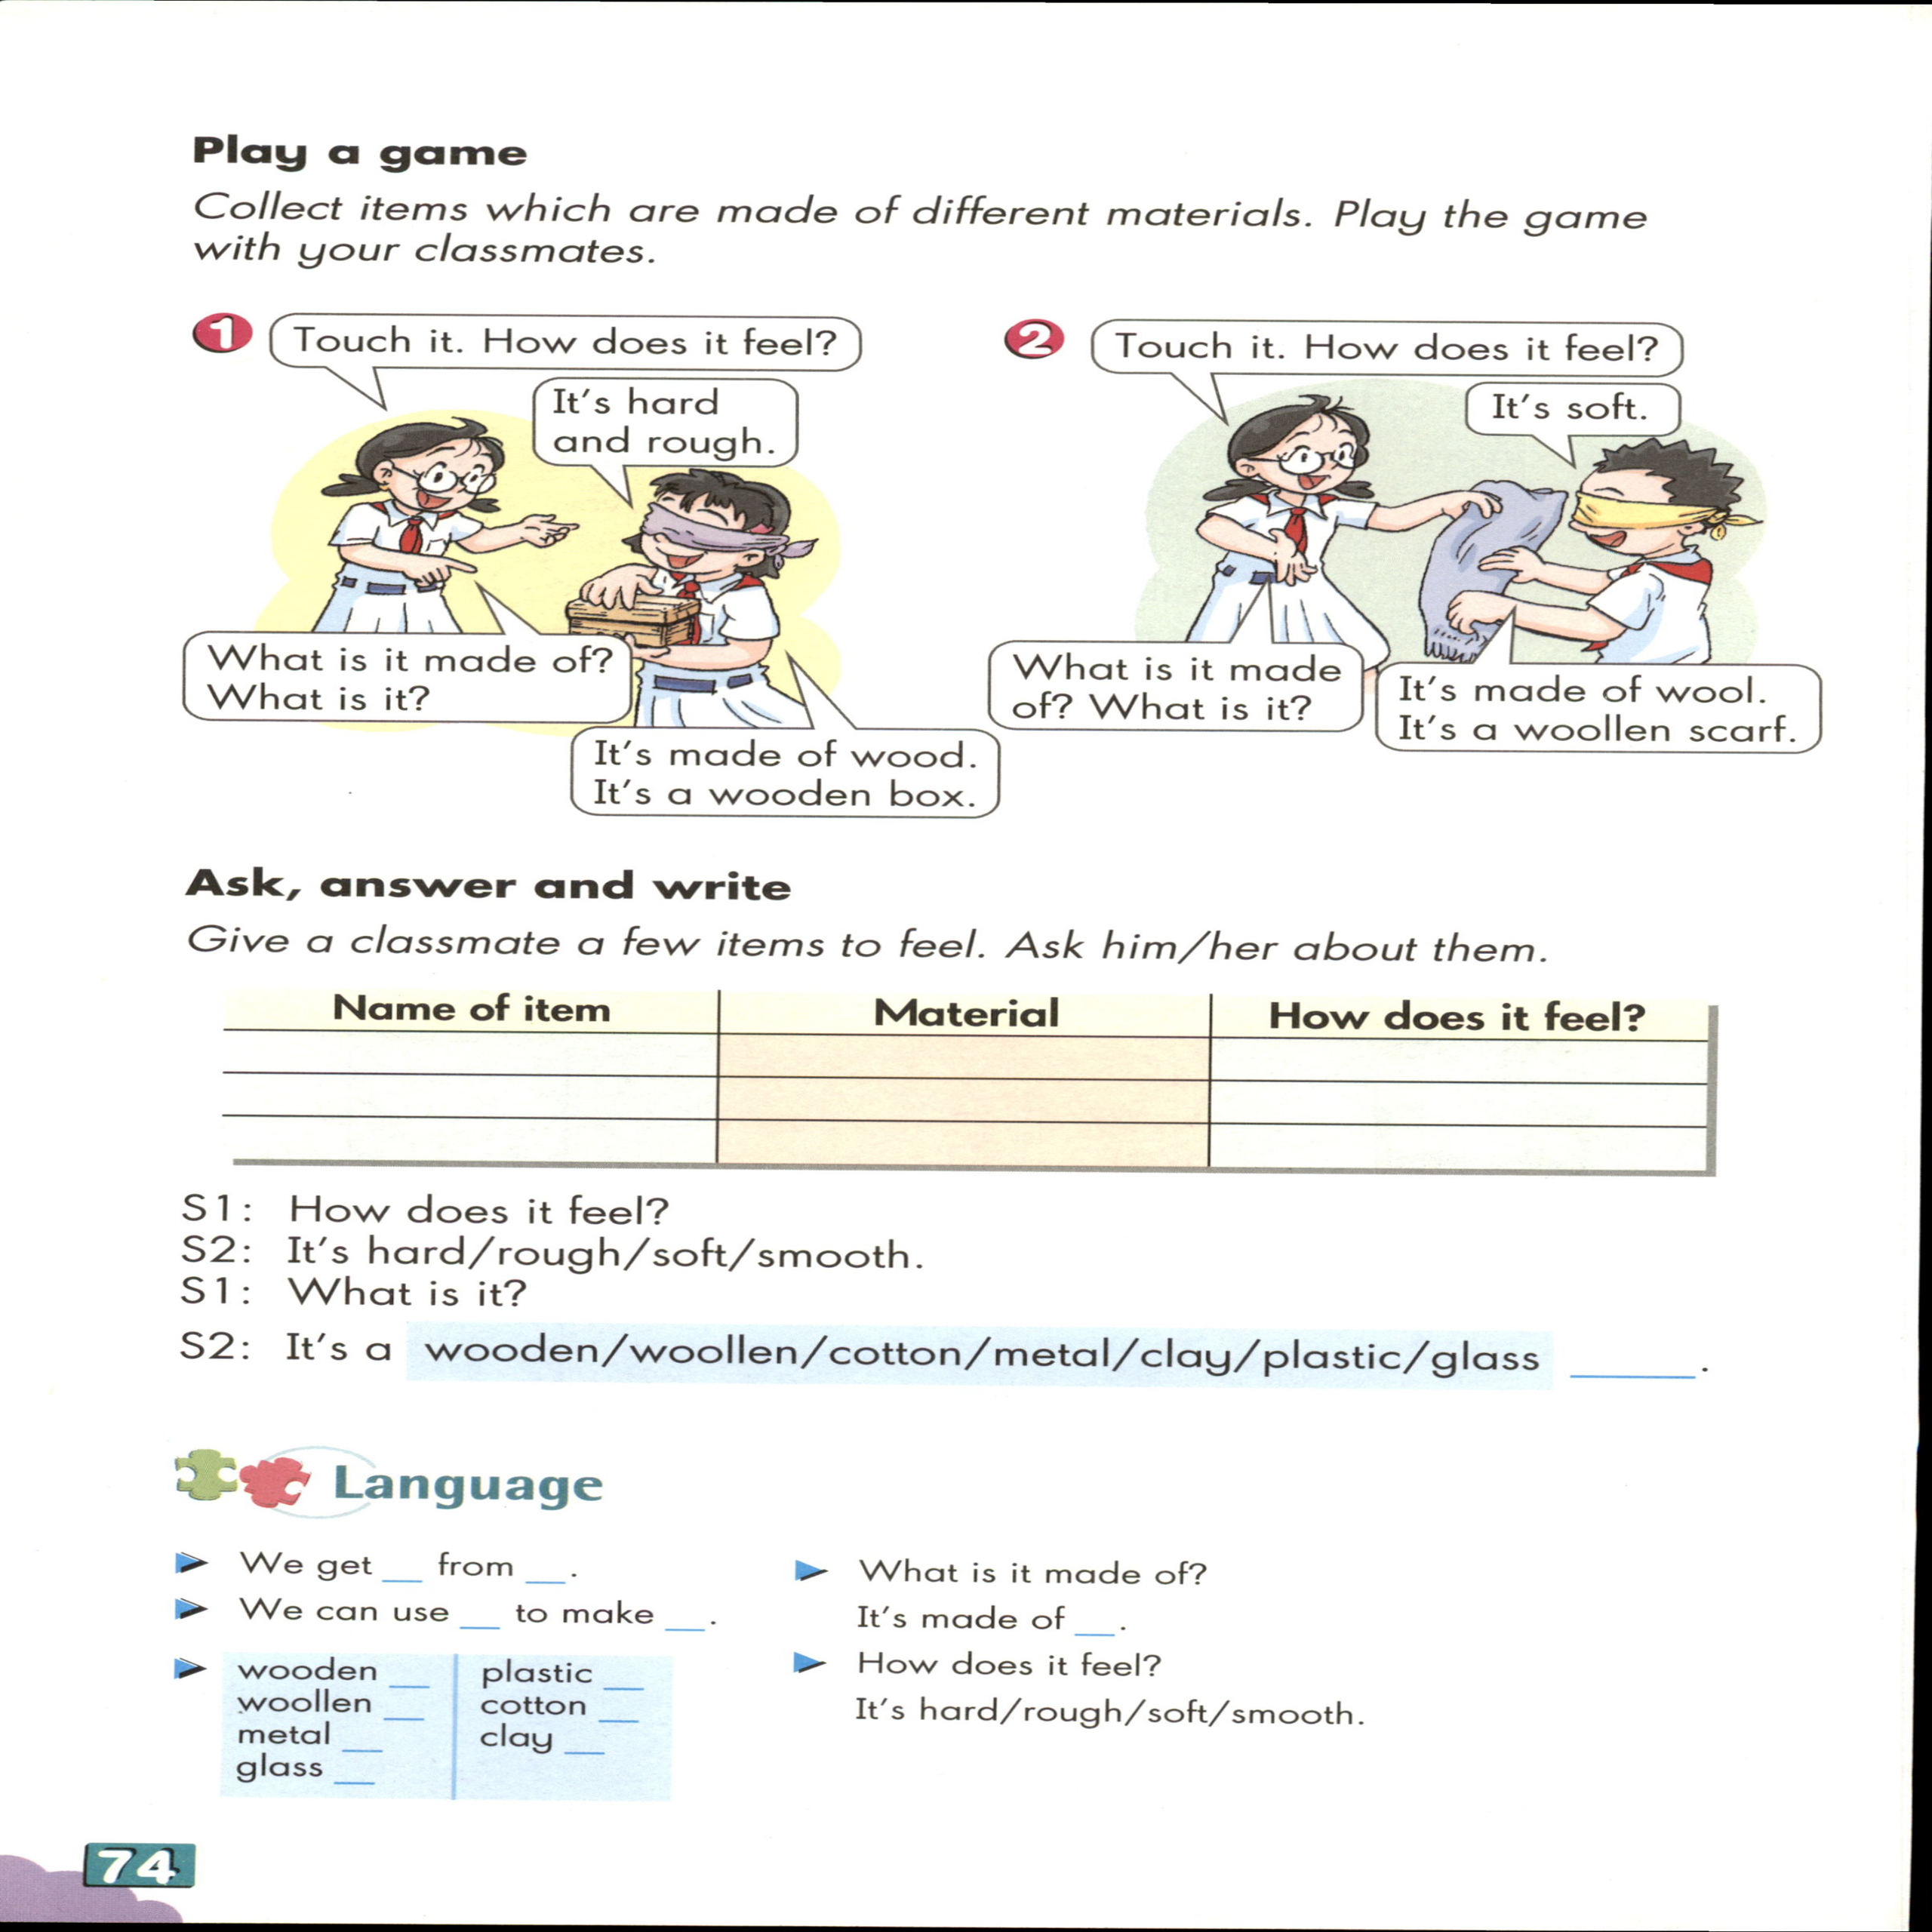 Play a game
Collect items which are made of different materials. Play the game
with your classmates.
1
Touch it. How does it feel?
It's hard
and rough.
What is it made of?
What is it?
It's made of wood.
It's a wooden box.
2
Touch it. How does it feel?
It's soft.
What is it made
of? What is it?
It's made of wool.
It's a woollen scarf.
Ask, answer and write
Give a classmate a few items to feel. Ask him/her about them.
Name of item Material How does it feel?
S1: How does it feel?
S2: It's hard/rough/soft/smooth.
S1: What is it?
S2: It's a wooden/woollen/cotton/metal/clay/plastic/glass ______.
Language
We get __ from __.
We can use __ to make __.
wooden __
woollen __
metal __
glass __
plastic __
cotton __
clay __
What is it made of?
It's made of __.
How does it feel?
It's hard/rough/soft/smooth.
74